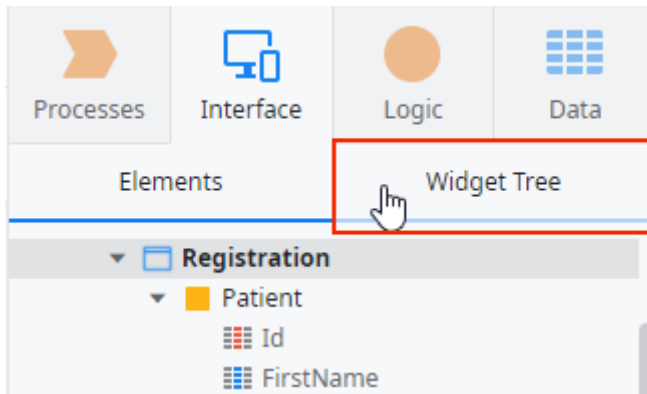 Processes Interface Logic Data
Elements Widget Tree
Registration
Patient
Id
FirstName